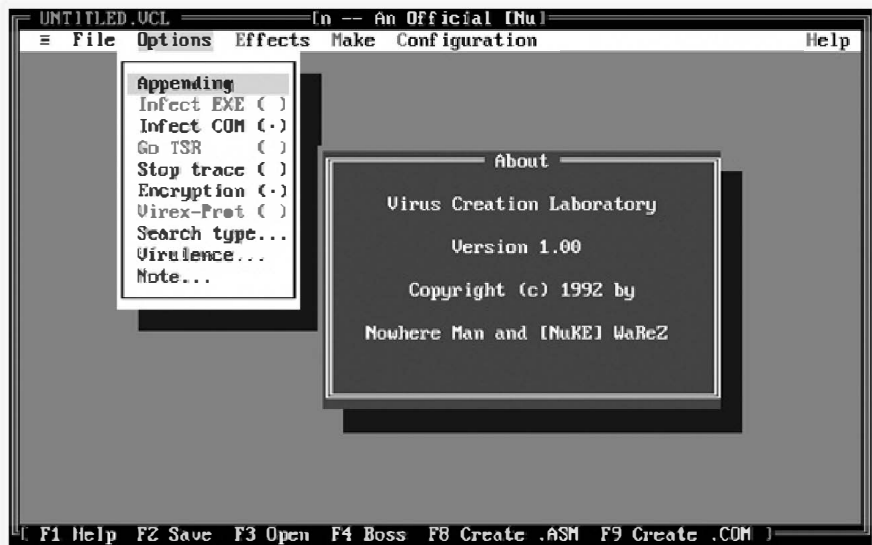 UNTITLED.VCL [n -- An Official [Nu]
≡ File Options Effects Make Configuration Help
Appending
Infect EXE ( )
Infect COM (·)
Go TSR ( )
Stop trace ( )
Encryption (·)
Virex-Prot ( )
Search type...
Virulence...
Note...
About
Virus Creation Laboratory
Version 1.00
Copyright (c) 1992 by
Nowhere Man and [NuKE] WaReZ
[ F1 Help F2 Save F3 Open F4 Boss F8 Create .ASM F9 Create .COM ]